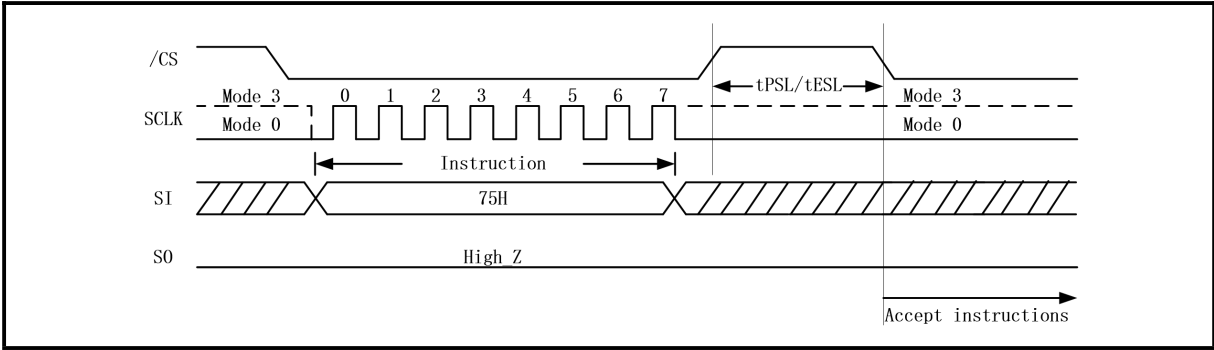 /CS
tPSL/tESL
Mode 3 0 1 2 3 4 5 6 7 Mode 3
SCLK
Mode 0 Mode 0
Instruction
SI 75H
SO High_Z
Accept instructions